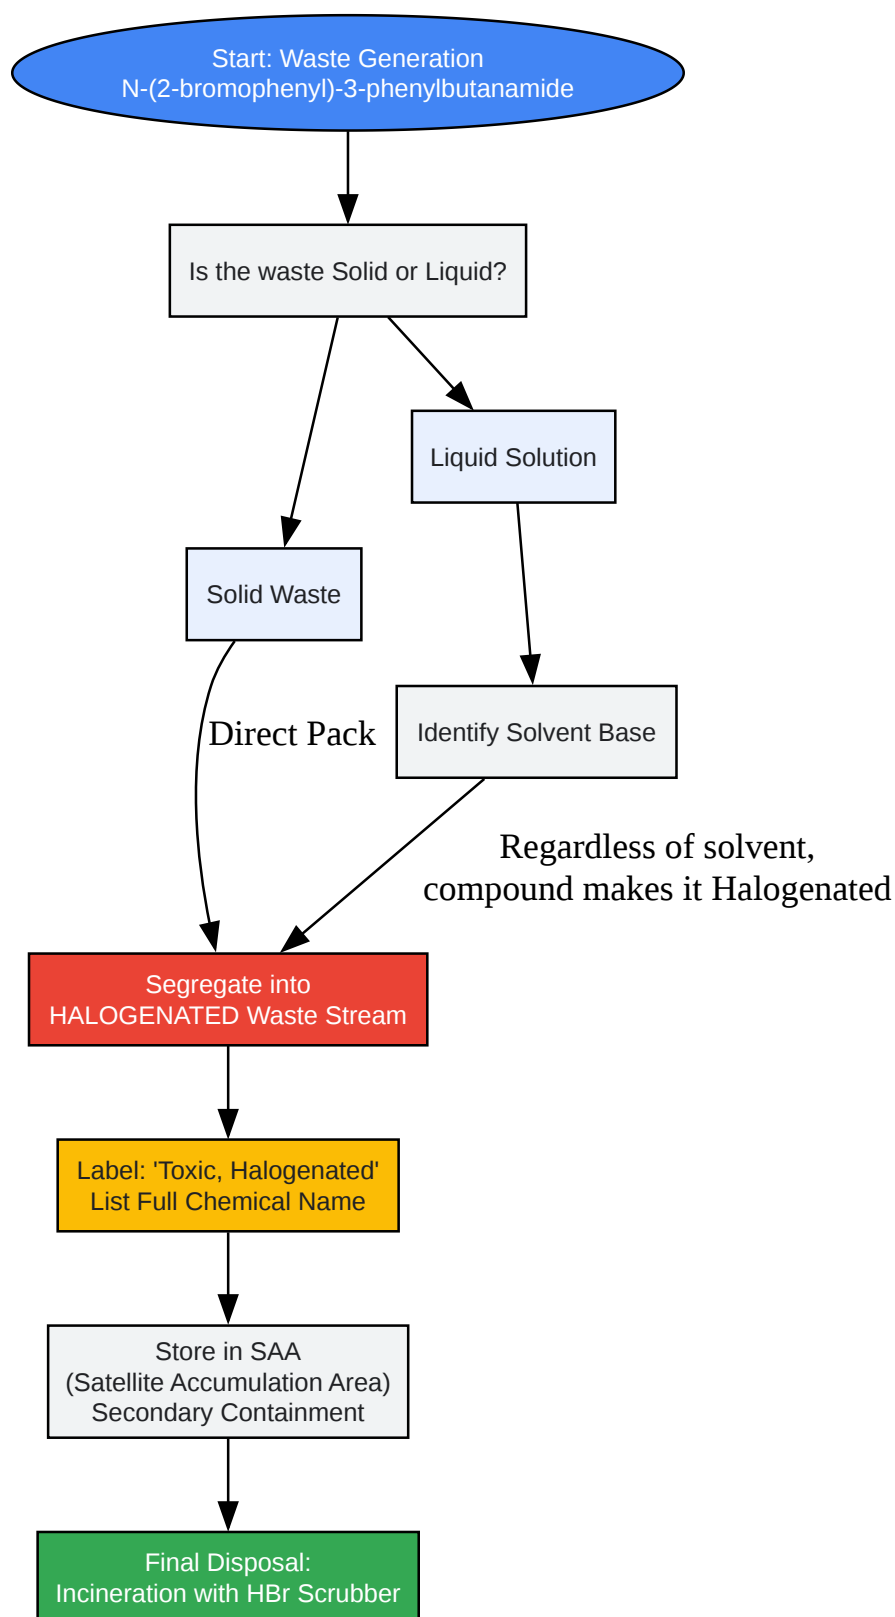 Start: Waste Generation
N-(2-bromophenyl)-3-phenylbutanamide
Is the waste Solid or Liquid?
Liquid Solution
Solid Waste
Direct Pack
Identify Solvent Base
Regardless of solvent,
compound makes it Halogenated
Segregate into
HALOGENATED Waste Stream
Label: 'Toxic, Halogenated'
List Full Chemical Name
Store in SAA
(Satellite Accumulation Area)
Secondary Containment
Final Disposal:
Incineration with HBr Scrubber